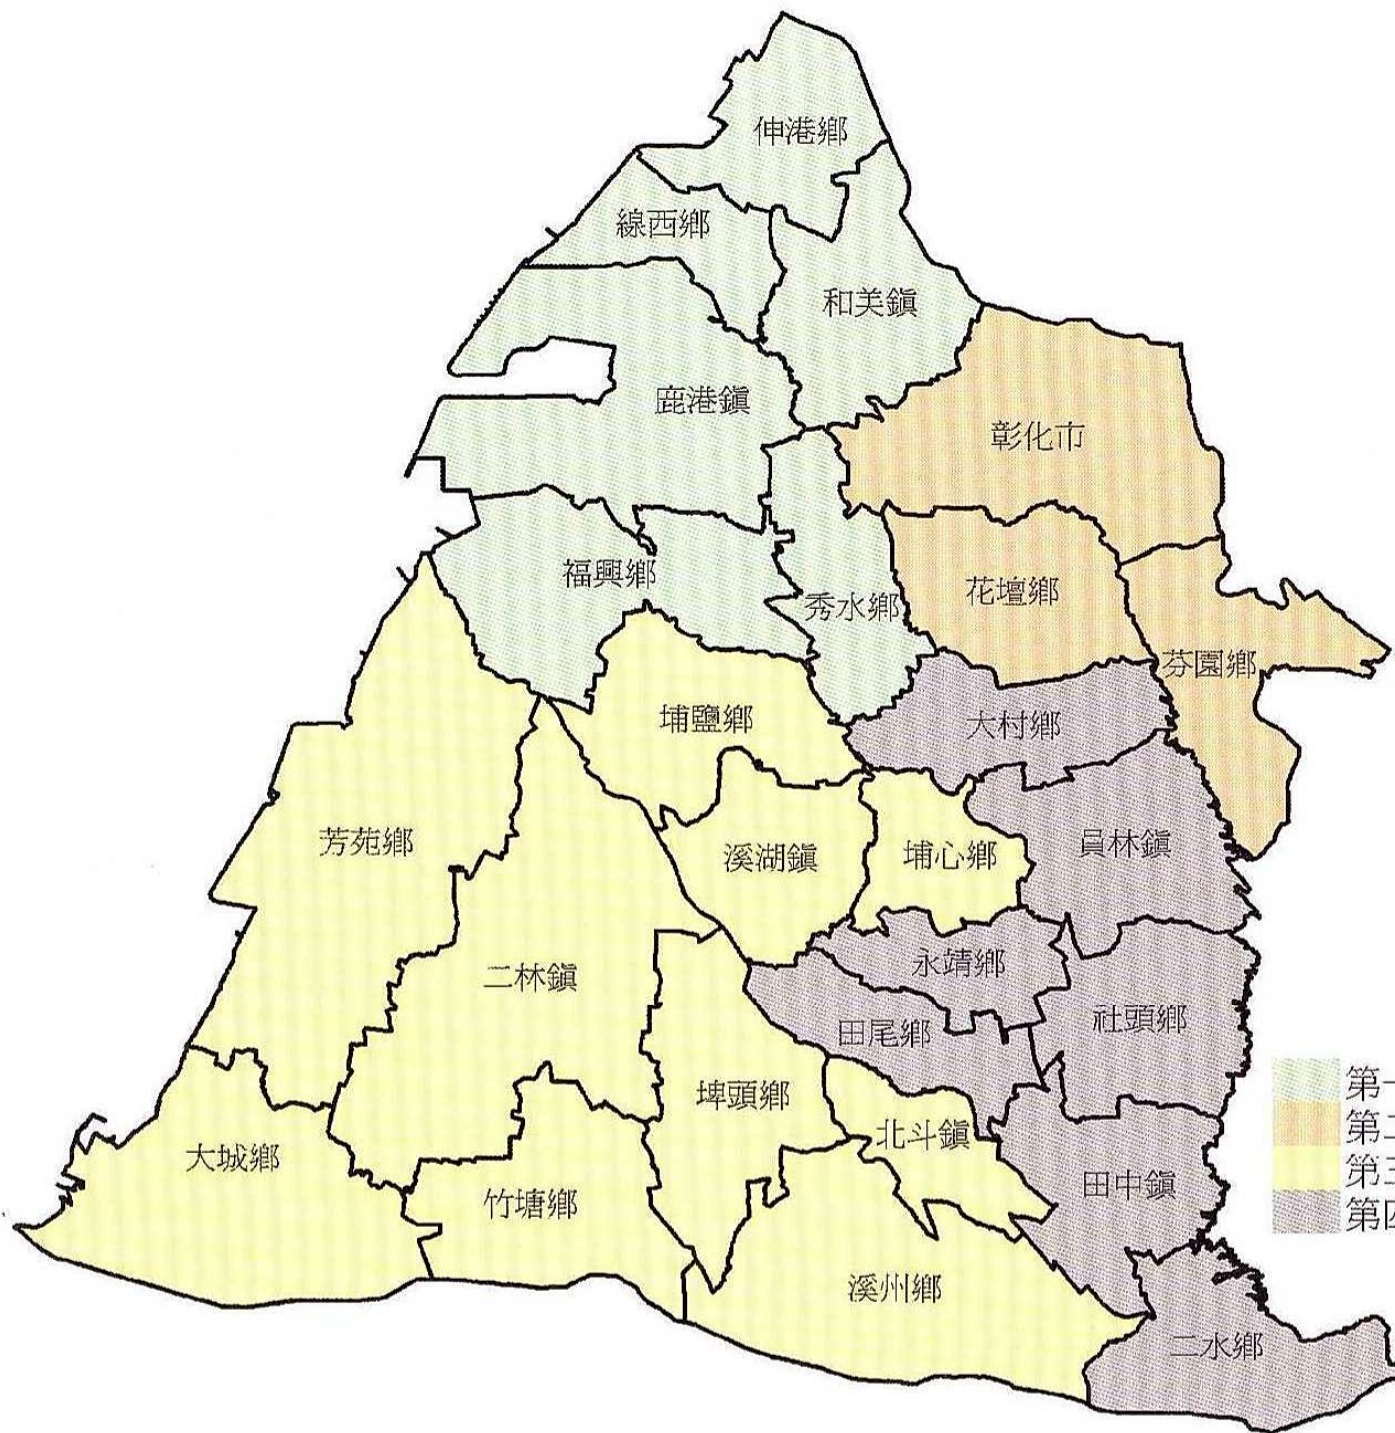 伸港鄉
線西鄉
和美鎮
鹿港鎮
彰化市
福興鄉
秀水鄉
花壇鄉
芬園鄉
埔鹽鄉
大村鄉
芳苑鄉
溪湖鎮
埔心鄉
員林鎮
二林鎮
永靖鄉
田尾鄉
社頭鄉
埤頭鄉
北斗鎮
大城鄉
竹塘鄉
田中鎮
溪州鄉
二水鄉
第一
第二
第三
第四